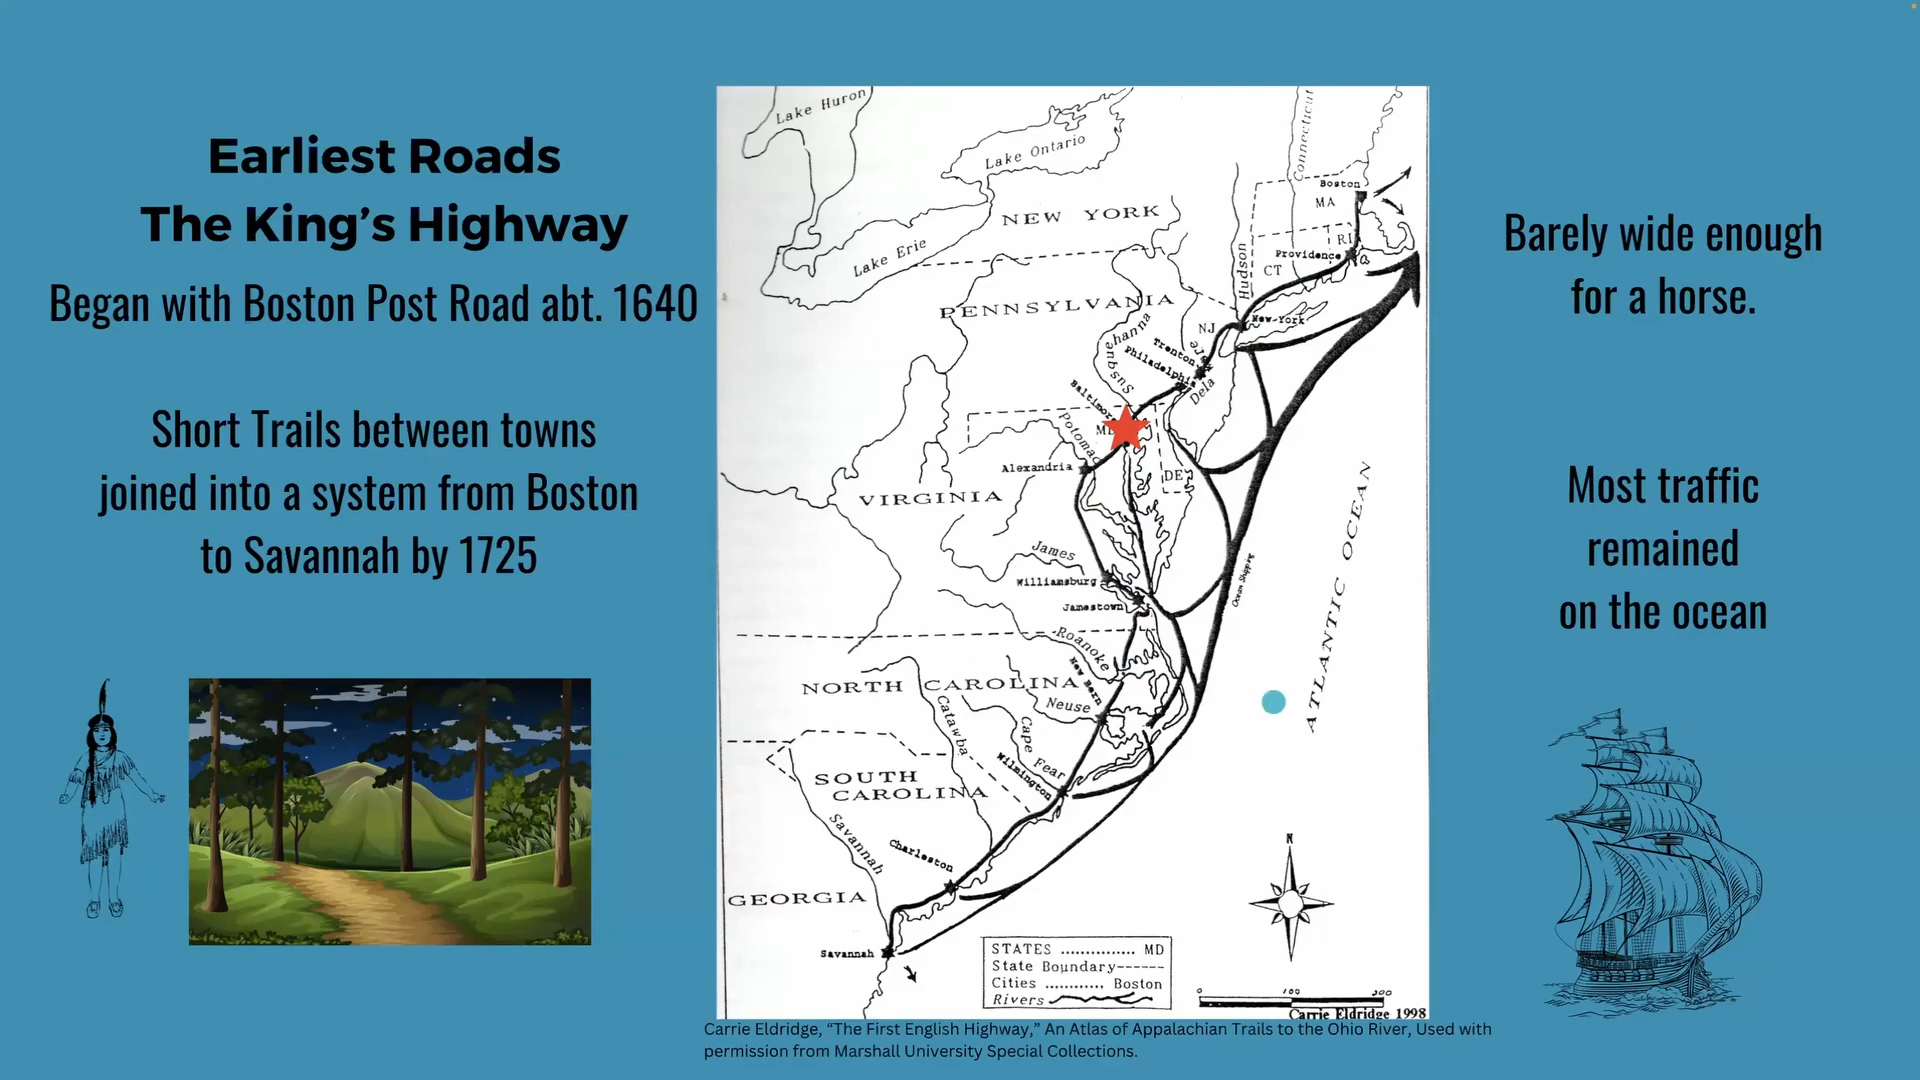 Earliest Roads
The King’s Highway
Began with Boston Post Road abt. 1640
Short Trails between towns
joined into a system from Boston
to Savannah by 1725
Lake Huron
Lake Ontario
Lake Erie
NEW YORK
PENNSYLVANIA
Connecticut
Boston
MA
RI
Providence
CT
Hudson
New York
NJ
Trenton
Philadelphia
Susquehanna
Dela
Baltimor
Potomac
Alexandria
DE
VIRGINIA
James
Williamsburg
Jamestown
Ocean Shipping
ATLANTIC OCEAN
Roanoke
New Bern
NORTH CAROLINA
Neuse
Catawba
Cape Fear
Wilmington
SOUTH
CAROLINA
Savannah
Charleston
GEORGIA
Savannah
N
STATES .............. MD
State Boundary------
Cities ........... Boston
Rivers
0 100 300
Carrie Eldridge 1998
Carrie Eldridge, “The First English Highway,” An Atlas of Appalachian Trails to the Ohio River, Used with
permission from Marshall University Special Collections.
Barely wide enough
for a horse.
Most traffic
remained
on the ocean